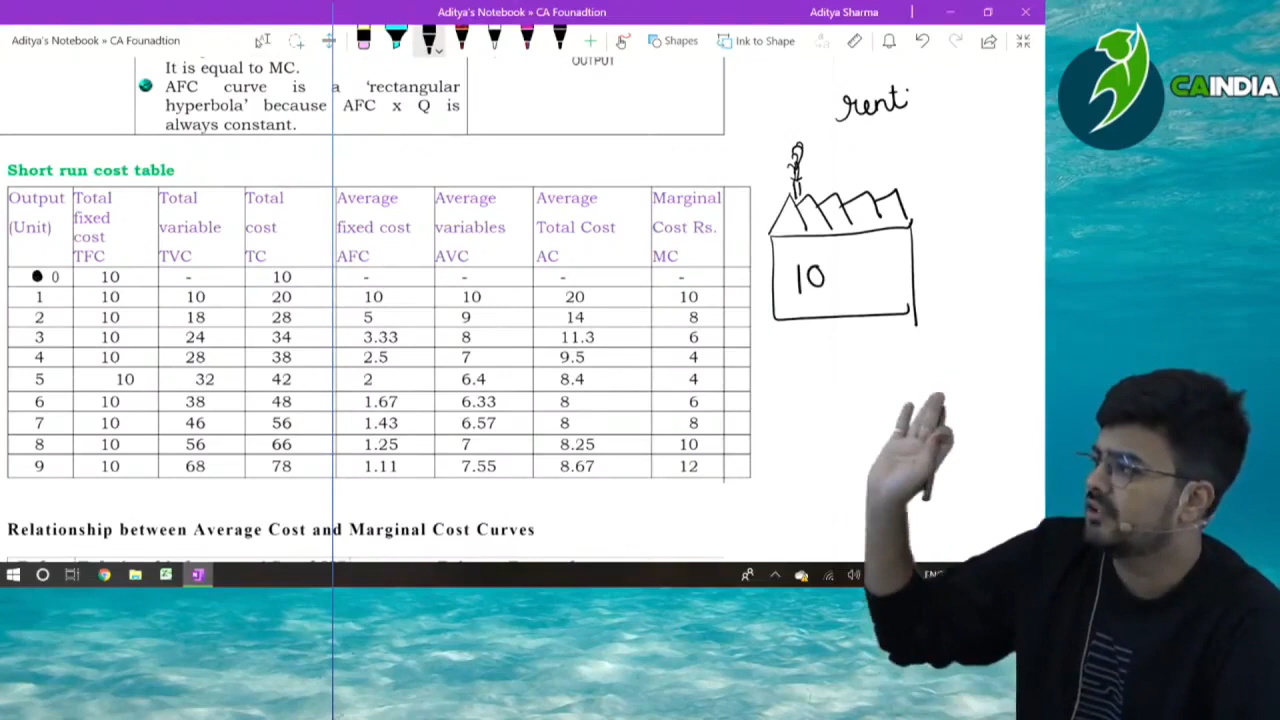 Aditya's Notebook » CA Founadtion
Aditya Sharma
Aditya's Notebook » CA Founadtion
Shapes
Ink to Shape
CAINDIA
It is equal to MC.
AFC curve is a 'rectangular
hyperbola' because AFC x Q is
always constant.
OUTPUT
rent
Short run cost table
Output (Unit) | Total fixed cost TFC | Total variable TVC | Total cost TC | Average fixed cost AFC | Average variables AVC | Average Total Cost AC | Marginal Cost Rs. MC
0 10 - 10 - - - -
1 10 10 20 10 10 20 10
2 10 18 28 5 9 14 8
3 10 24 34 3.33 8 11.3 6
4 10 28 38 2.5 7 9.5 4
5 10 32 42 2 6.4 8.4 4
6 10 38 48 1.67 6.33 8 6
7 10 46 56 1.43 6.57 8 8
8 10 56 66 1.25 7 8.25 10
9 10 68 78 1.11 7.55 8.67 12
10
Relationship between Average Cost and Marginal Cost Curves